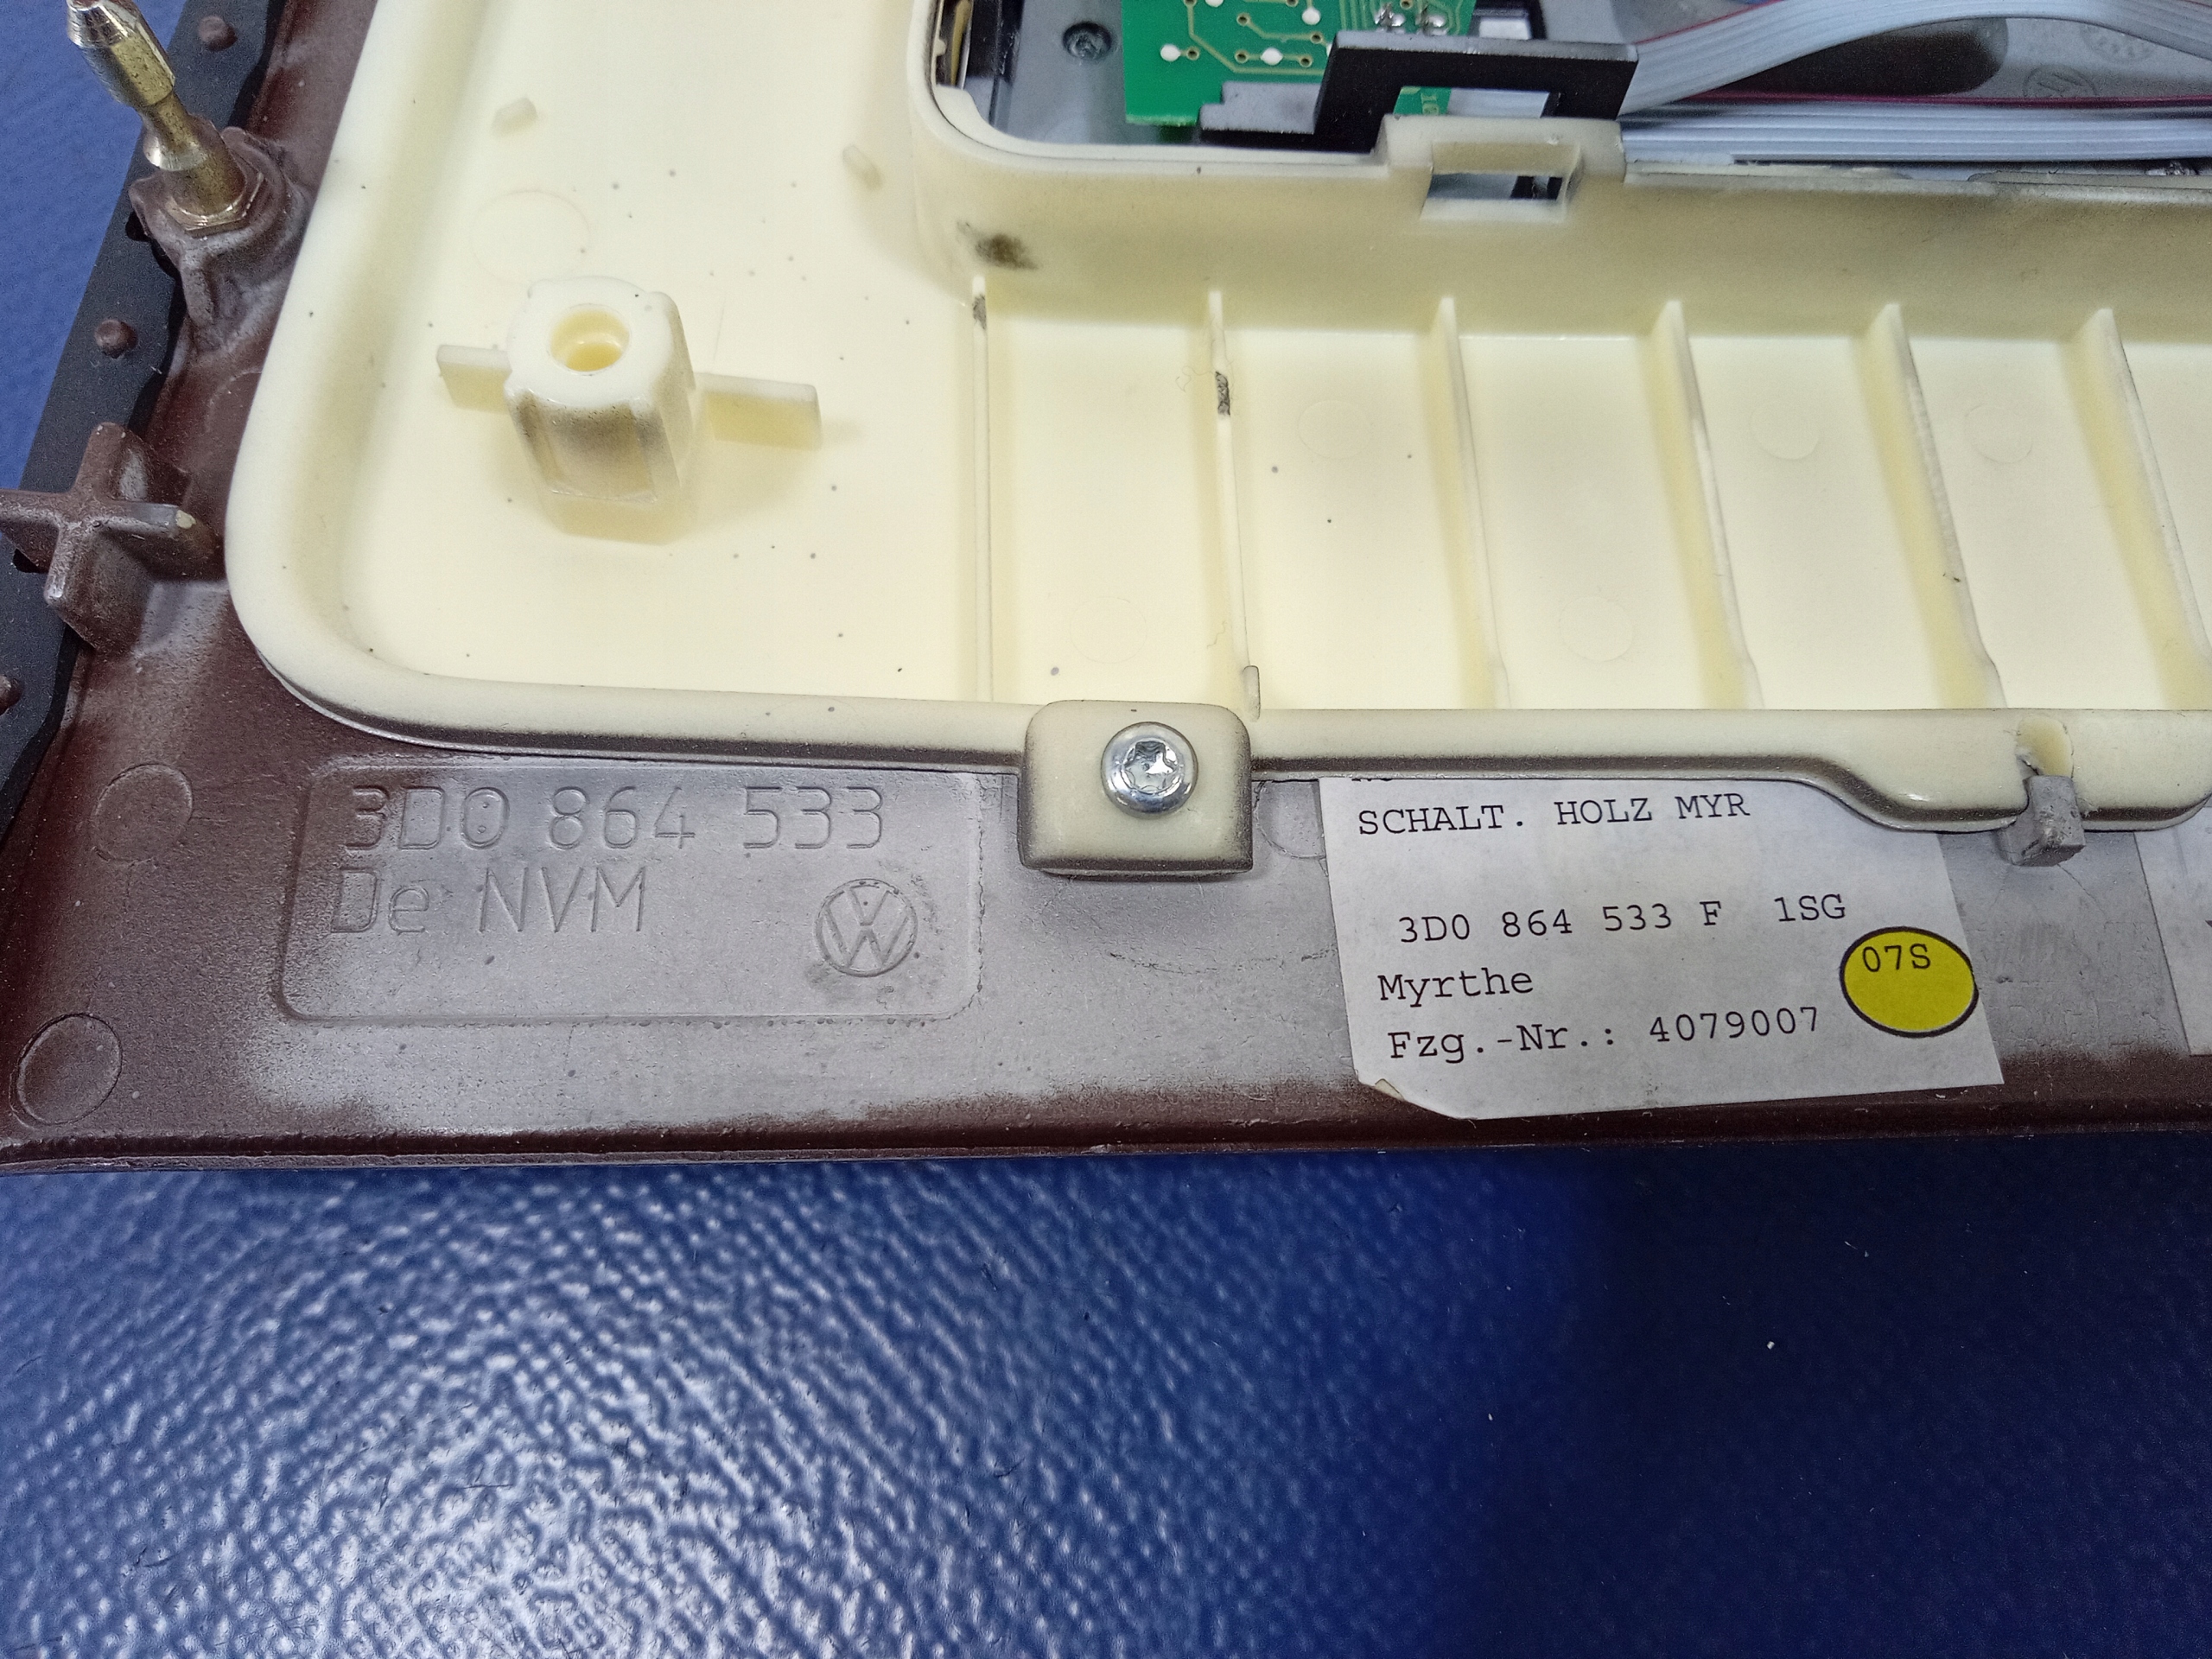 3D0 864 533
De NVM
SCHALT. HOLZ MYR
3D0 864 533 F 1SG
07S
Myrthe
Fzg.-Nr.: 4079007